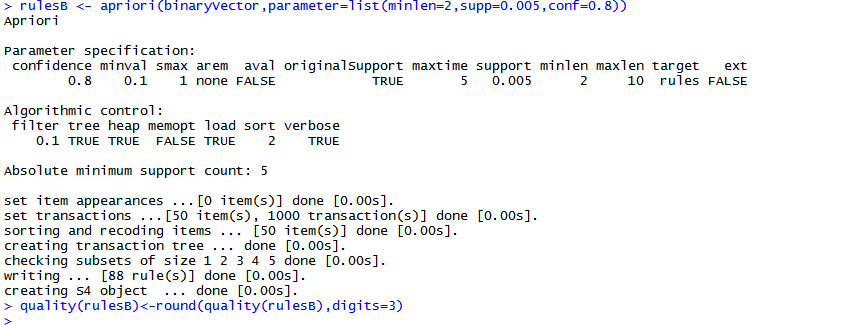 > rulesB <- apriori(binaryVector,parameter=list(minlen=2,supp=0.005,conf=0.8))
Apriori
Parameter specification:
confidence minval smax arem aval originalSupport maxtime support minlen maxlen target ext
0.8 0.1 1 none FALSE TRUE 5 0.005 2 10 rules FALSE
Algorithmic control:
filter tree heap memopt load sort verbose
0.1 TRUE TRUE FALSE TRUE 2 TRUE
Absolute minimum support count: 5
set item appearances ...[0 item(s)] done [0.00s].
set transactions ...[50 item(s), 1000 transaction(s)] done [0.00s].
sorting and recoding items ... [50 item(s)] done [0.00s].
creating transaction tree ... done [0.00s].
checking subsets of size 1 2 3 4 5 done [0.00s].
writing ... [88 rule(s)] done [0.00s].
creating S4 object ... done [0.00s].
> quality(rulesB)<-round(quality(rulesB),digits=3)
>